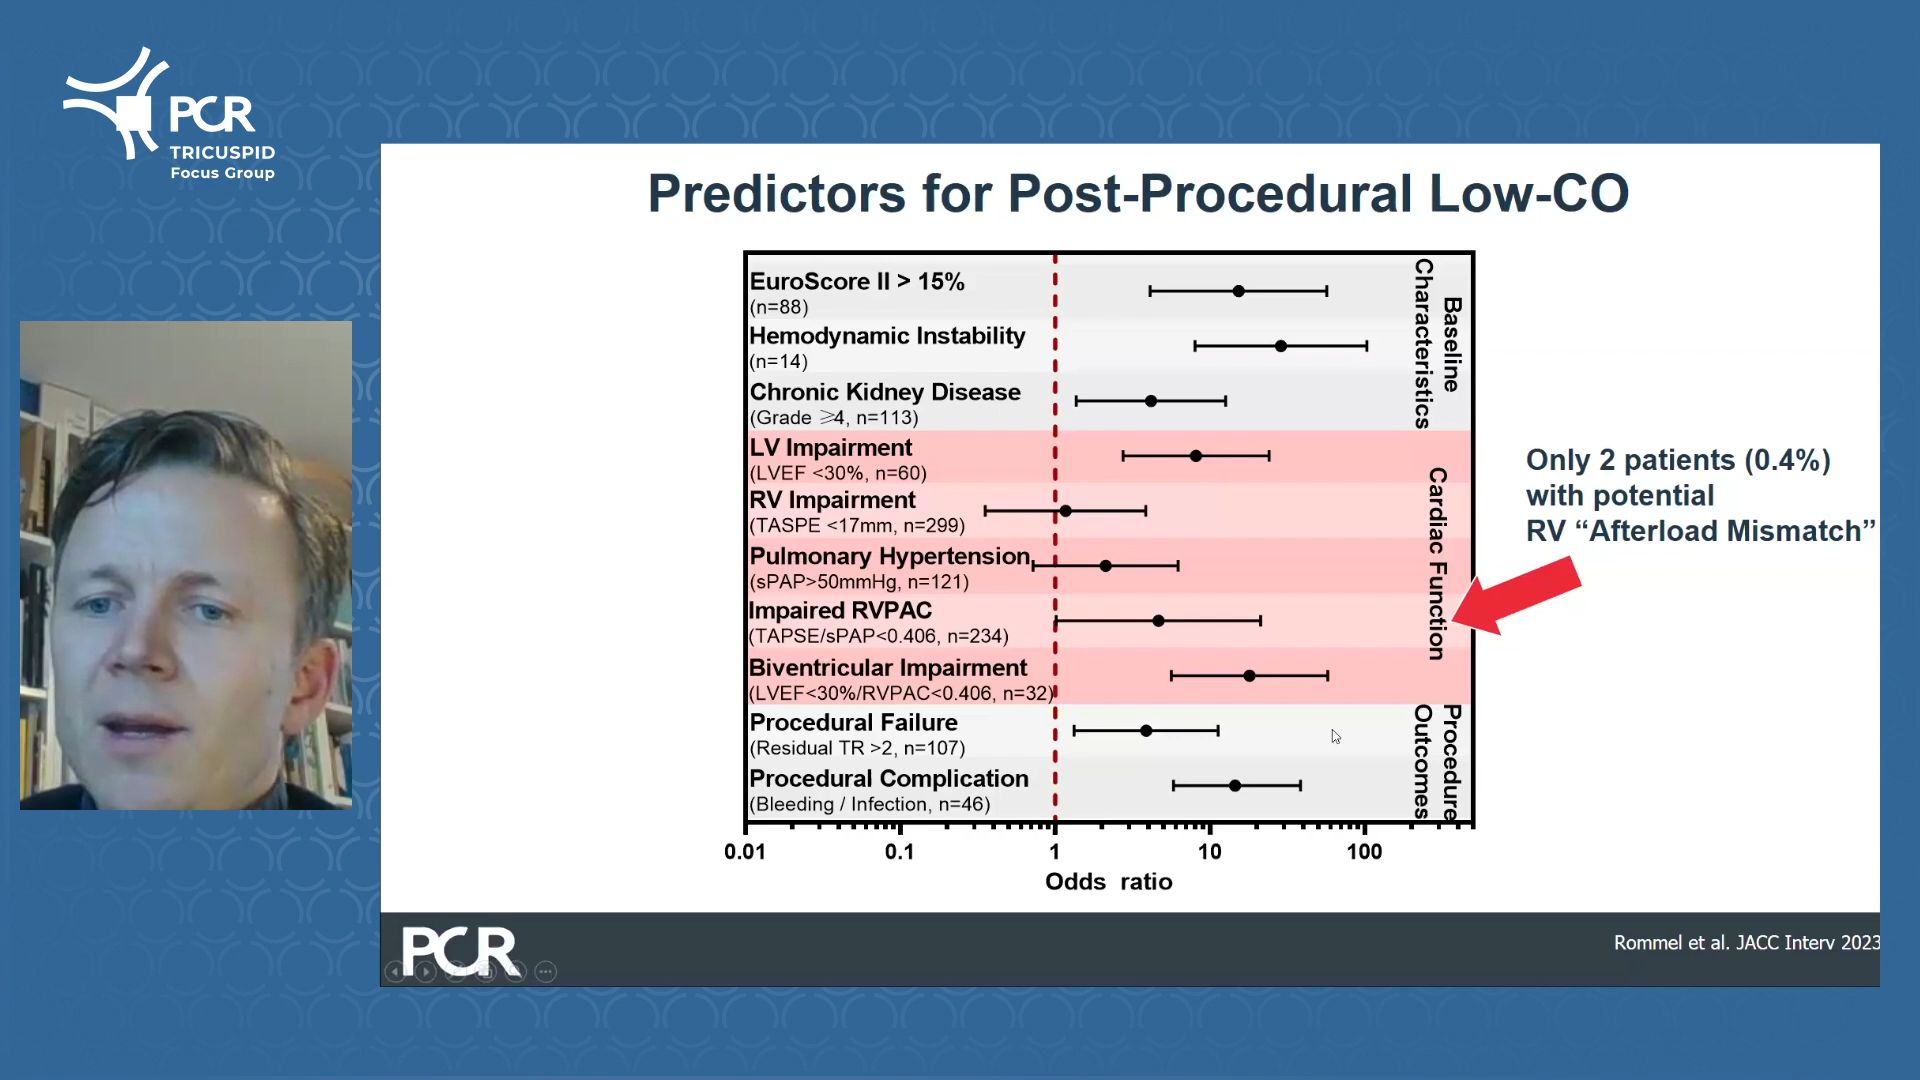 PCR
TRICUSPID
Focus Group
Predictors for Post-Procedural Low-CO
EuroScore II > 15%
(n=88)
Hemodynamic Instability
(n=14)
Chronic Kidney Disease
(Grade ≥4, n=113)
LV Impairment
(LVEF <30%, n=60)
RV Impairment
(TASPE <17mm, n=299)
Pulmonary Hypertension
(sPAP>50mmHg, n=121)
Impaired RVPAC
(TAPSE/sPAP<0.406, n=234)
Biventricular Impairment
(LVEF<30%/RVPAC<0.406, n=32)
Procedural Failure
(Residual TR >2, n=107)
Procedural Complication
(Bleeding / Infection, n=46)
Baseline
Characteristics
Cardiac Function
Procedure
Outcomes
0.01 0.1 1 10 100
Odds ratio
Only 2 patients (0.4%)
with potential
RV “Afterload Mismatch”
PCR
Rommel et al. JACC Interv 2023